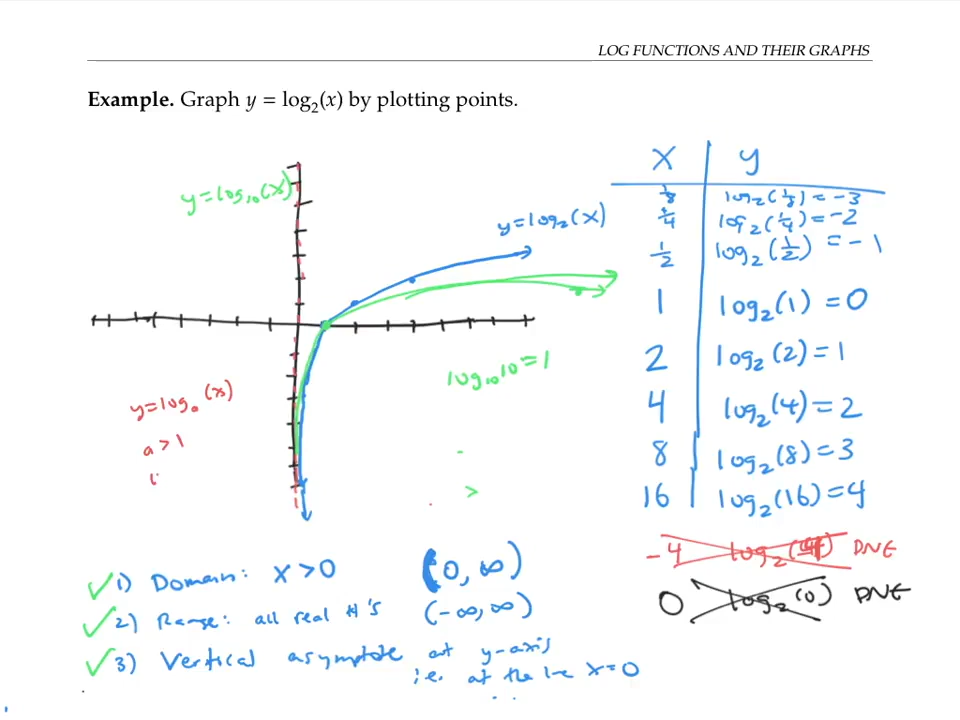 LOG FUNCTIONS AND THEIR GRAPHS
Example. Graph y = log₂(x) by plotting points.
y=log₁₀(x)
y=log₂(x)
log₁₀10=1
y=logₐ(x)
a>1
x y
1/8 log₂(1/8)=-3
1/4 log₂(1/4)=-2
1/2 log₂(1/2)=-1
1 log₂(1)=0
2 log₂(2)=1
4 log₂(4)=2
8 log₂(8)=3
16 log₂(16)=4
-4 DNE
0 log₂(0) DNE
✓1) Domain: x>0 (0,∞)
✓2) Range: all real #'s (-∞,∞)
✓3) Vertical asymptote at y-axis
i.e. at the line x=0